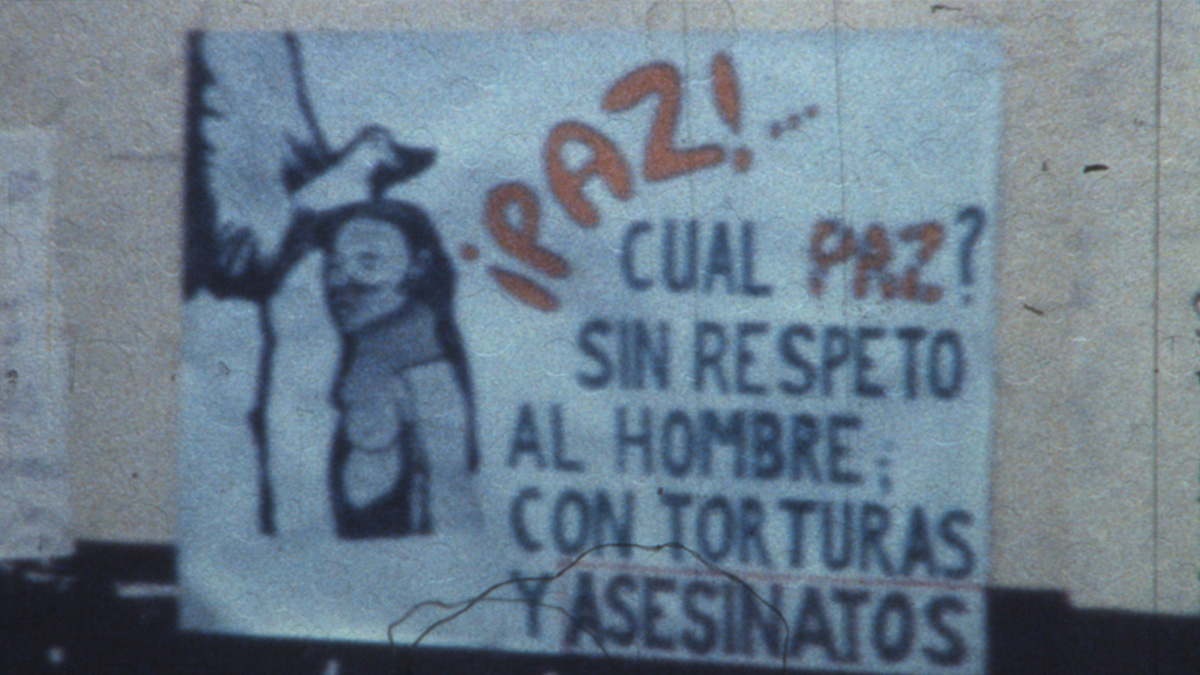 ¡PAZ!...
CUAL PAZ?
SIN RESPETO
AL HOMBRE;
CON TORTURAS
Y ASESINATOS